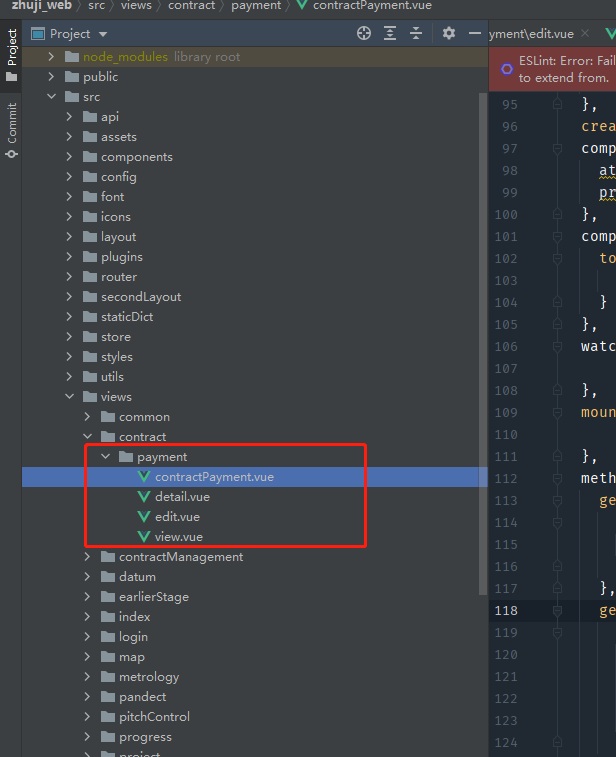 zhuji_web › src › views › contract › payment › contractPayment.vue
Project
Commit
Project
yment\edit.vue
node_modules library root
public
src
api
assets
components
config
font
icons
layout
plugins
router
secondLayout
staticDict
store
styles
utils
views
common
contract
payment
contractPayment.vue
detail.vue
edit.vue
view.vue
contractManagement
datum
earlierStage
index
login
map
metrology
pandect
pitchControl
progress
project
ESLint: Error: Fail
to extend from.
95 },
96 crea
97 comp
98 at
99 pr
100 },
101 comp
102 to
103
104 }
105 },
106 watc
107
108 },
109 moun
110
111 },
112 meth
113 ge
114
115
116
117 },
118 ge
119
120
121
122
123
124